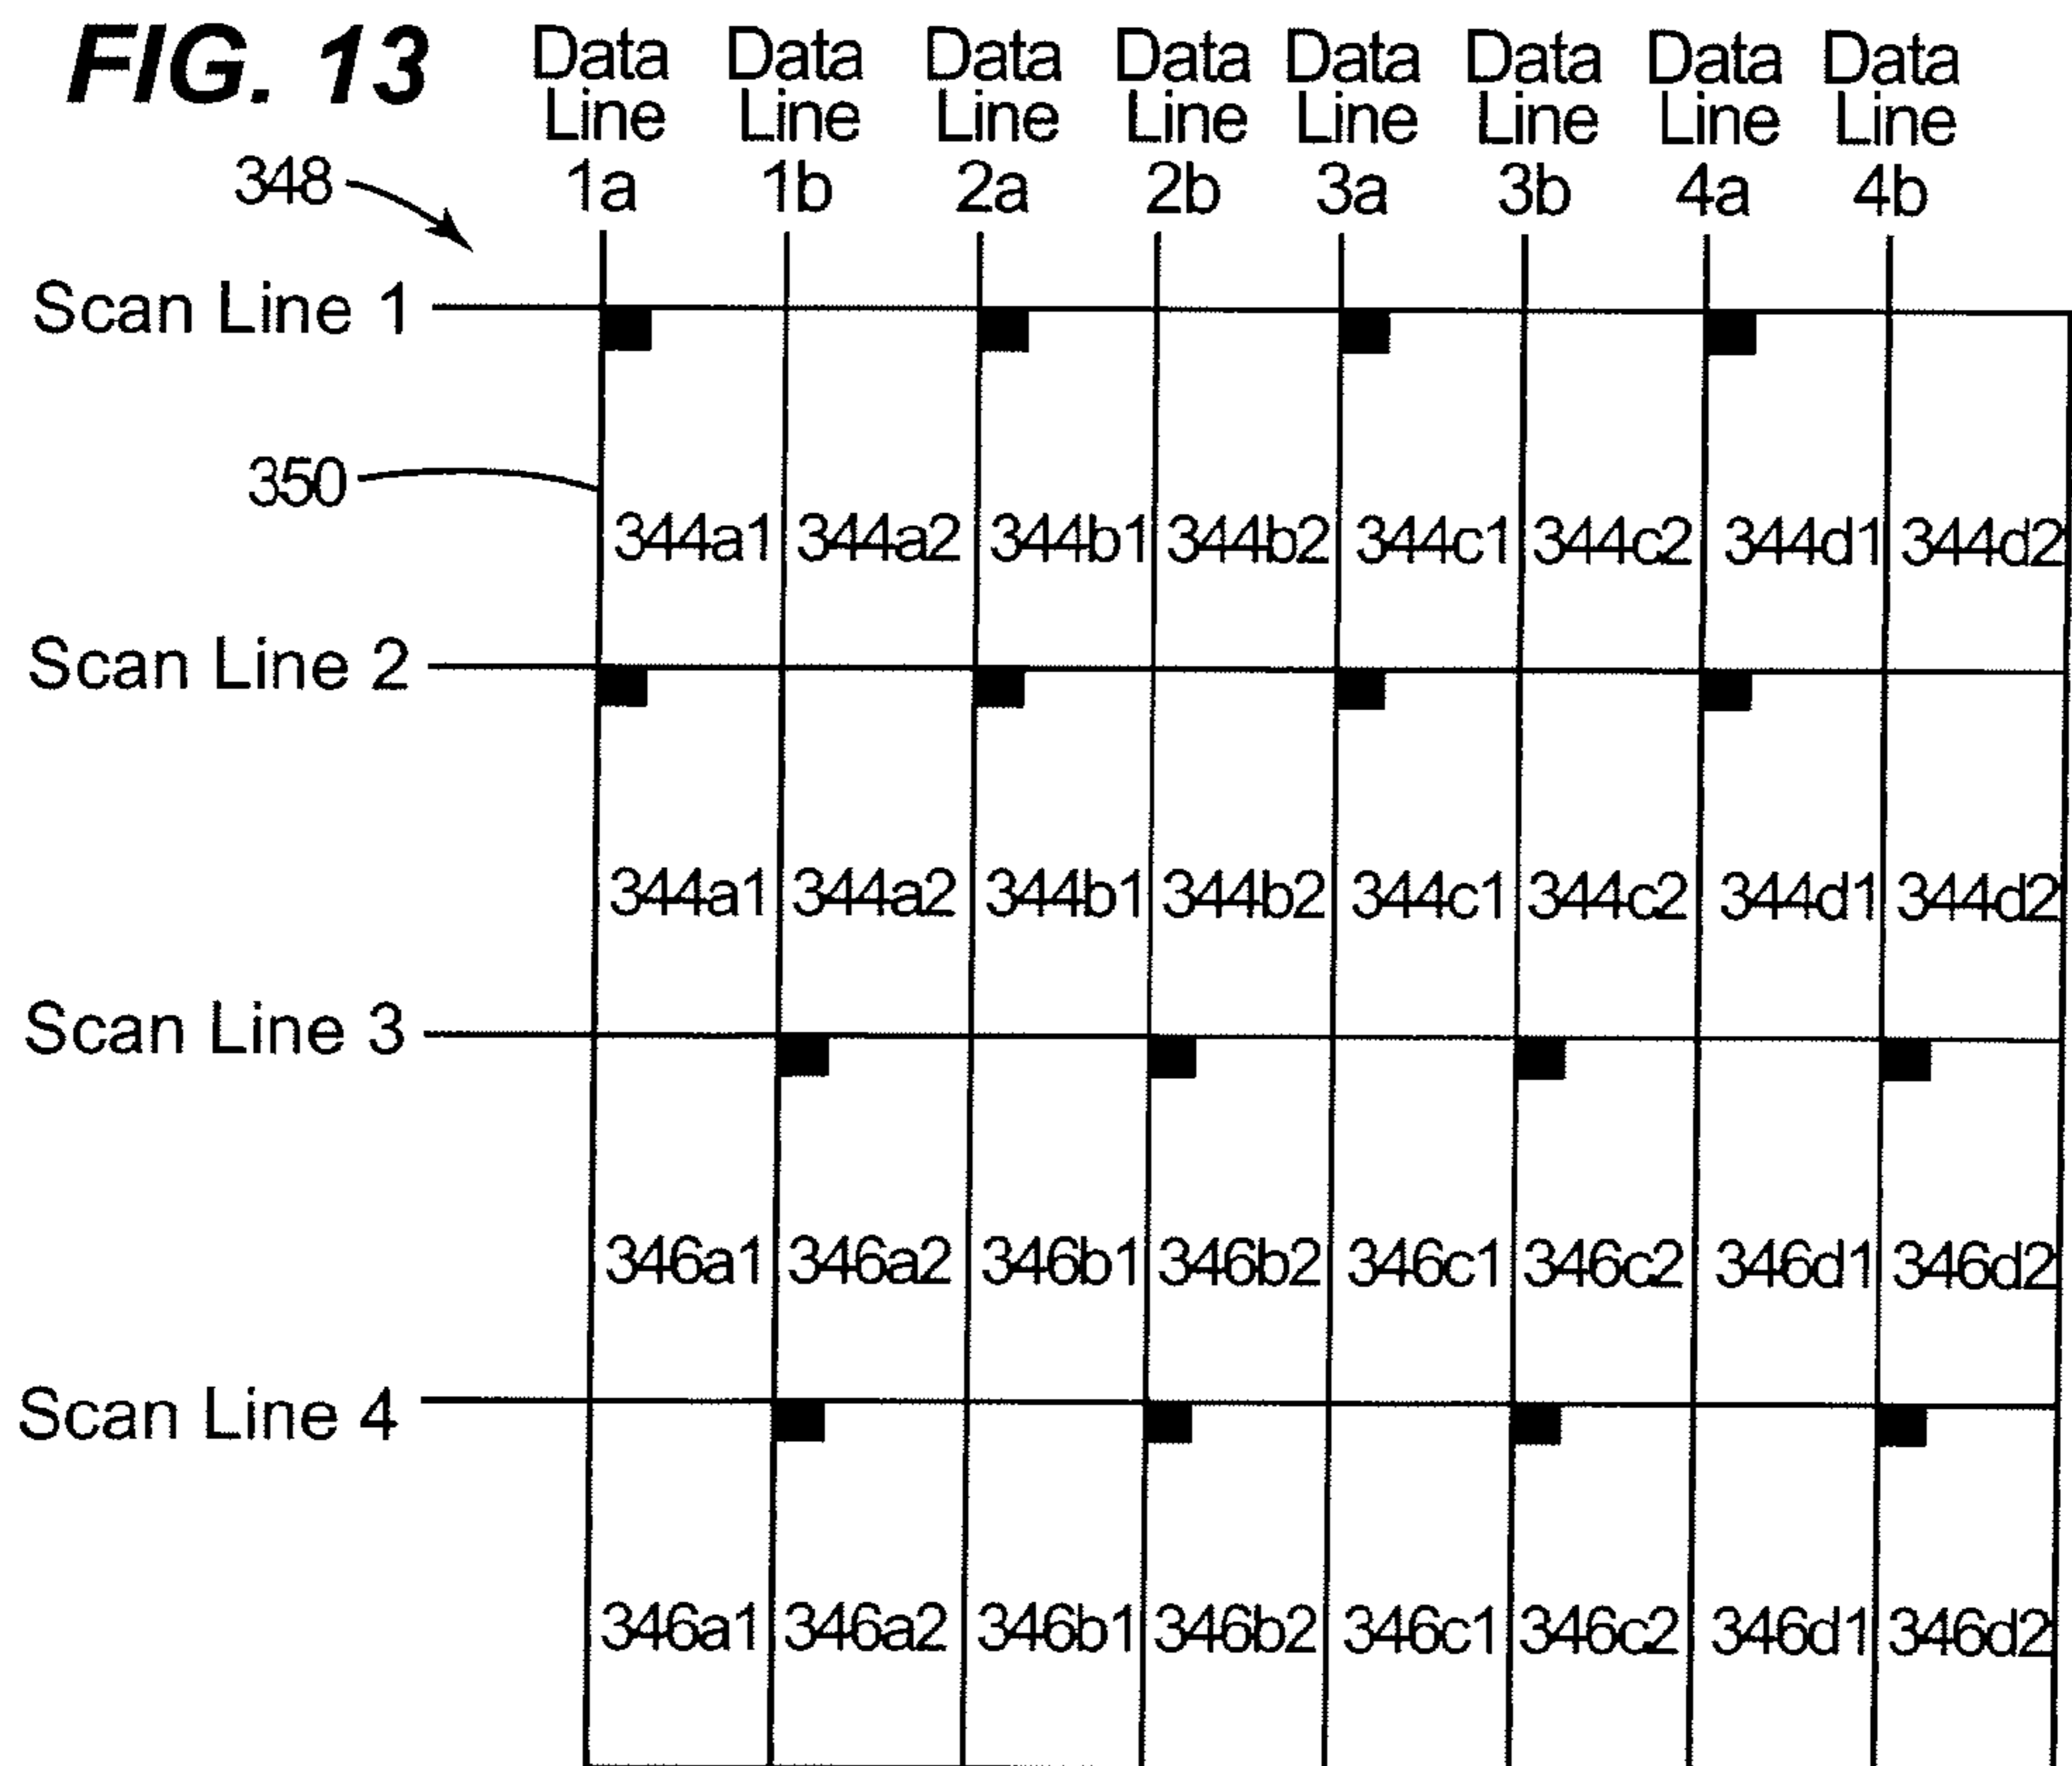 FIG. 13
Data Line 1a
Data Line 1b
Data Line 2a
Data Line 2b
Data Line 3a
Data Line 3b
Data Line 4a
Data Line 4b
348
Scan Line 1
350
344a1 344a2 344b1 344b2 344c1 344c2 344d1 344d2
Scan Line 2
344a1 344a2 344b1 344b2 344c1 344c2 344d1 344d2
Scan Line 3
346a1 346a2 346b1 346b2 346c1 346c2 346d1 346d2
Scan Line 4
346a1 346a2 346b1 346b2 346c1 346c2 346d1 346d2